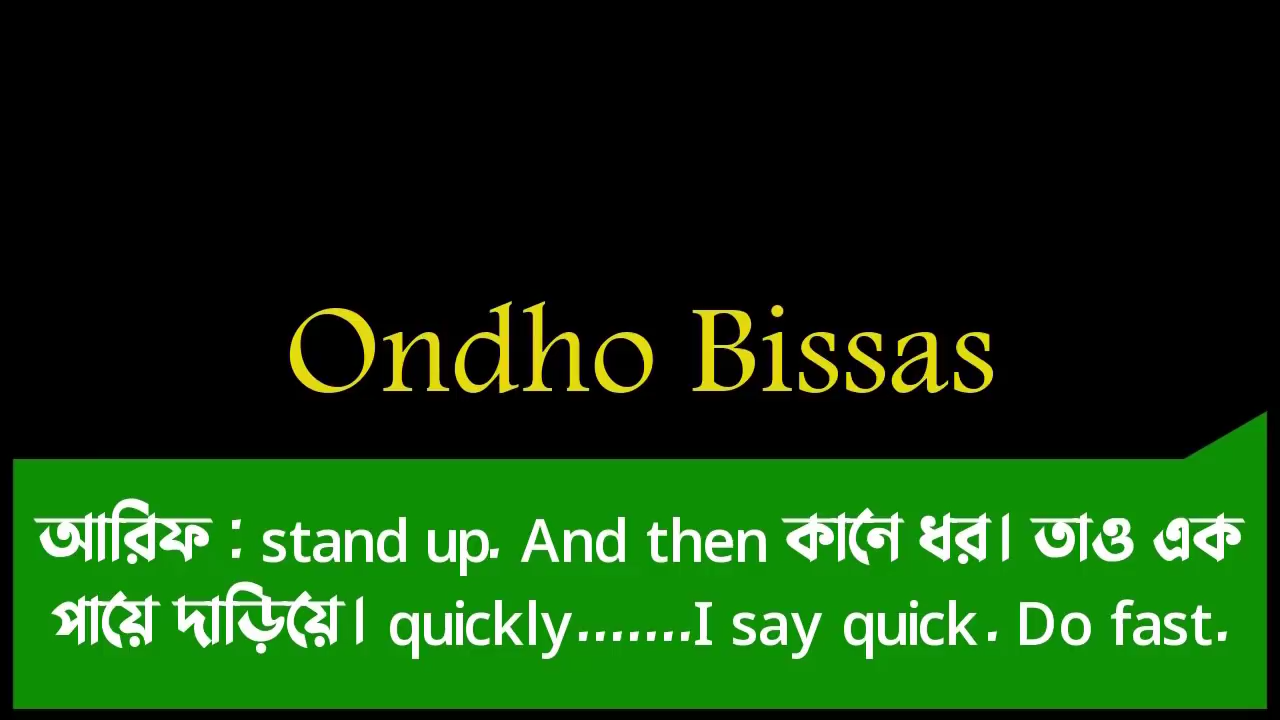 Ondho Bissas
আরিফ : stand up. And then কানে ধর। তাও এক
পায়ে দাড়িয়ে। quickly.......I say quick. Do fast.